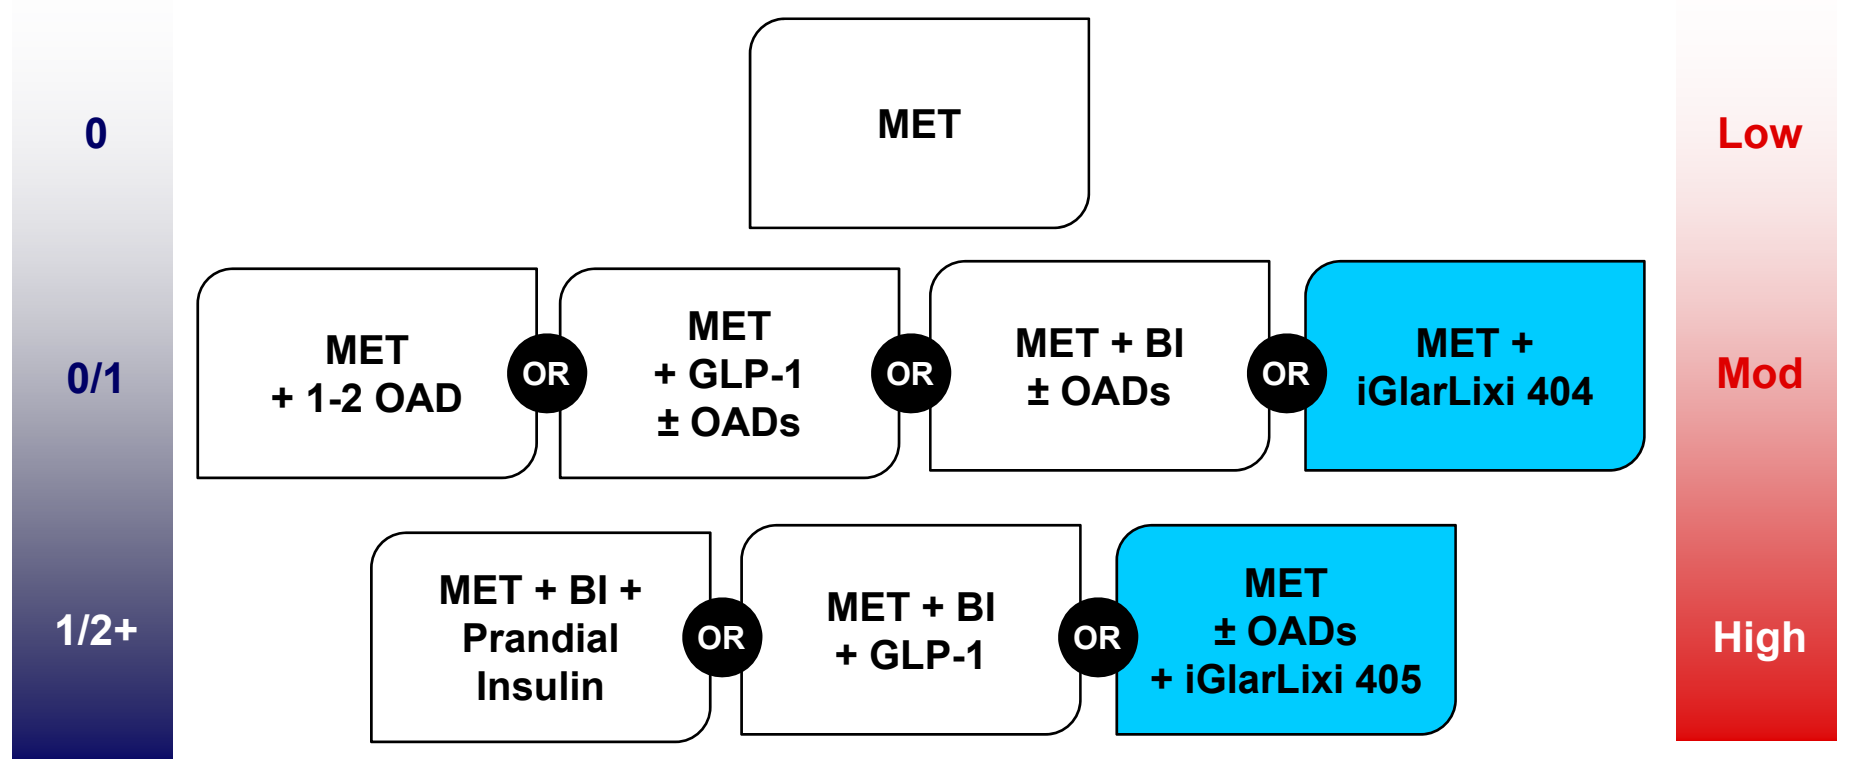 0
MET
Low
0/1
MET
+ 1-2 OAD
OR
MET
+ GLP-1
± OADs
OR
MET + BI
± OADs
OR
MET +
iGlarLixi 404
Mod
1/2+
MET + BI +
Prandial
Insulin
OR
MET + BI
+ GLP-1
OR
MET
± OADs
+ iGlarLixi 405
High